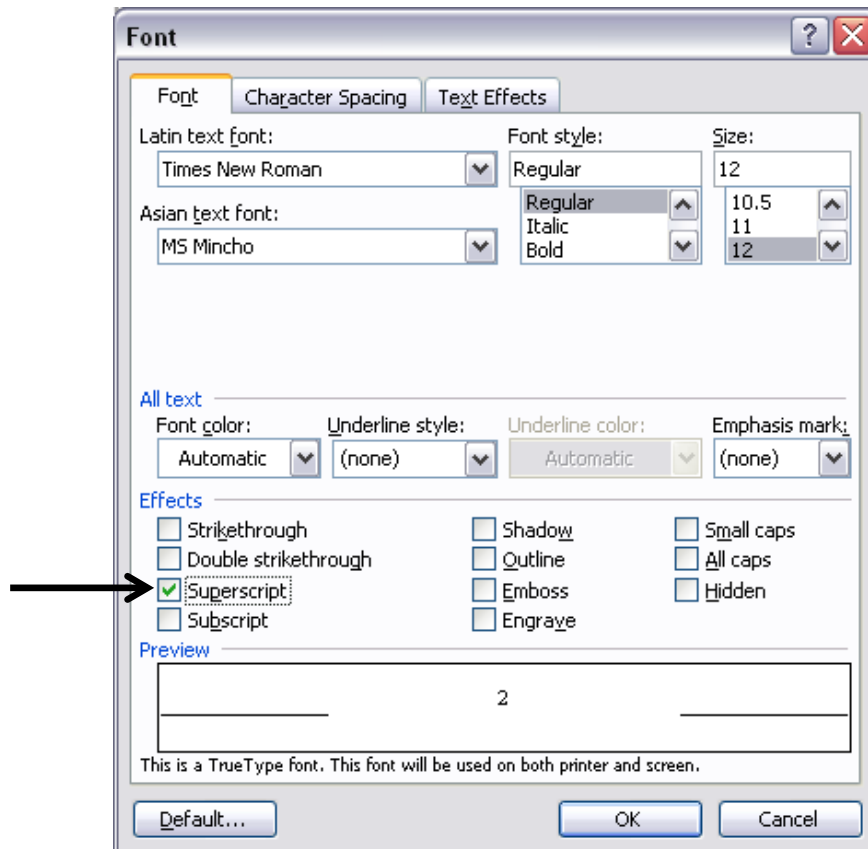 Font
Font Character Spacing Text Effects
Latin text font: Font style: Size:
Times New Roman Regular 12
Regular 10.5
Asian text font: Italic 11
MS Mincho Bold 12
All text
Font color: Underline style: Underline color: Emphasis mark:
Automatic (none) Automatic (none)
Effects
Strikethrough Shadow Small caps
Double strikethrough Outline All caps
Superscript Emboss Hidden
Subscript Engrave
Preview
2
This is a TrueType font. This font will be used on both printer and screen.
Default... OK Cancel